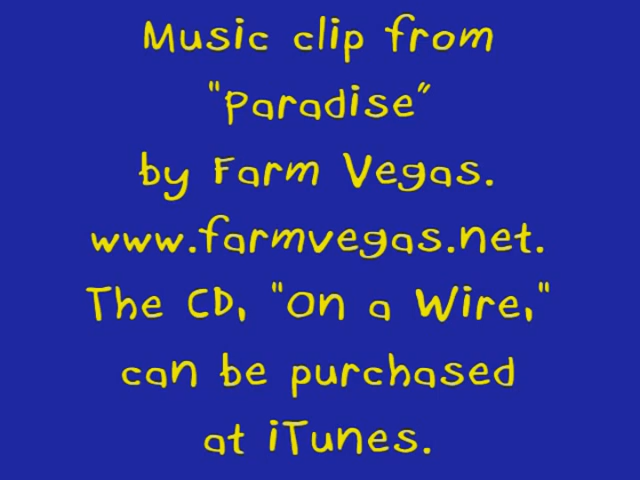 Music clip from
"Paradise"
by Farm Vegas.
www.farmvegas.net.
The CD, "On a Wire,"
can be purchased
at iTunes.